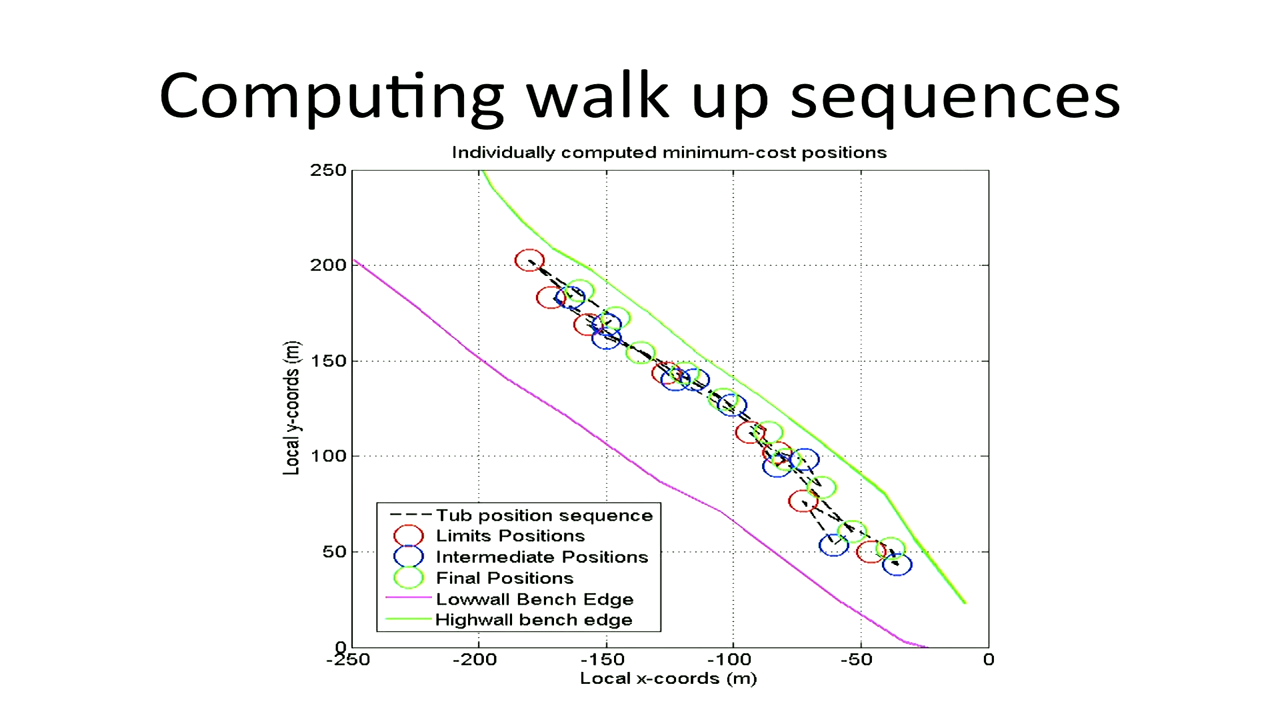 Computing walk up sequences
Individually computed minimum-cost positions
250
200
150
100
50
0
Local y-coords (m)
Tub position sequence
Limits Positions
Intermediate Positions
Final Positions
Lowwall Bench Edge
Highwall bench edge
-250 -200 -150 -100 -50 0
Local x-coords (m)